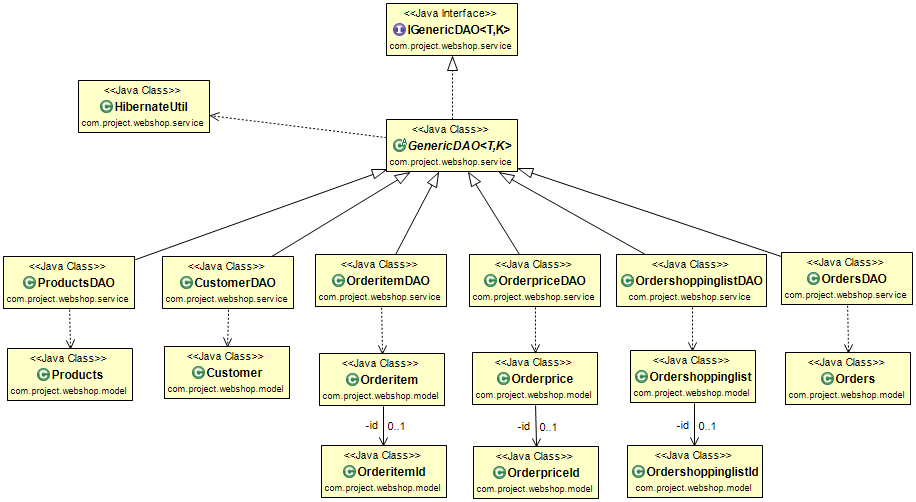 <<Java Interface>>
IGenericDAO<T,K>
com.project.webshop.service
<<Java Class>>
HibernateUtil
com.project.webshop.service
<<Java Class>>
GenericDAO<T,K>
com.project.webshop.service
<<Java Class>>
ProductsDAO
com.project.webshop.service
<<Java Class>>
CustomerDAO
com.project.webshop.service
<<Java Class>>
OrderitemDAO
com.project.webshop.service
<<Java Class>>
OrderpriceDAO
com.project.webshop.service
<<Java Class>>
OrdershoppinglistDAO
com.project.webshop.service
<<Java Class>>
OrdersDAO
com.project.webshop.service
<<Java Class>>
Products
com.project.webshop.model
<<Java Class>>
Customer
com.project.webshop.model
<<Java Class>>
Orderitem
com.project.webshop.model
<<Java Class>>
Orderprice
com.project.webshop.model
<<Java Class>>
Ordershoppinglist
com.project.webshop.model
<<Java Class>>
Orders
com.project.webshop.model
-id 0..1
-id 0..1
-id 0..1
<<Java Class>>
OrderitemId
com.project.webshop.model
<<Java Class>>
OrderpriceId
com.project.webshop.model
<<Java Class>>
OrdershoppinglistId
com.project.webshop.model